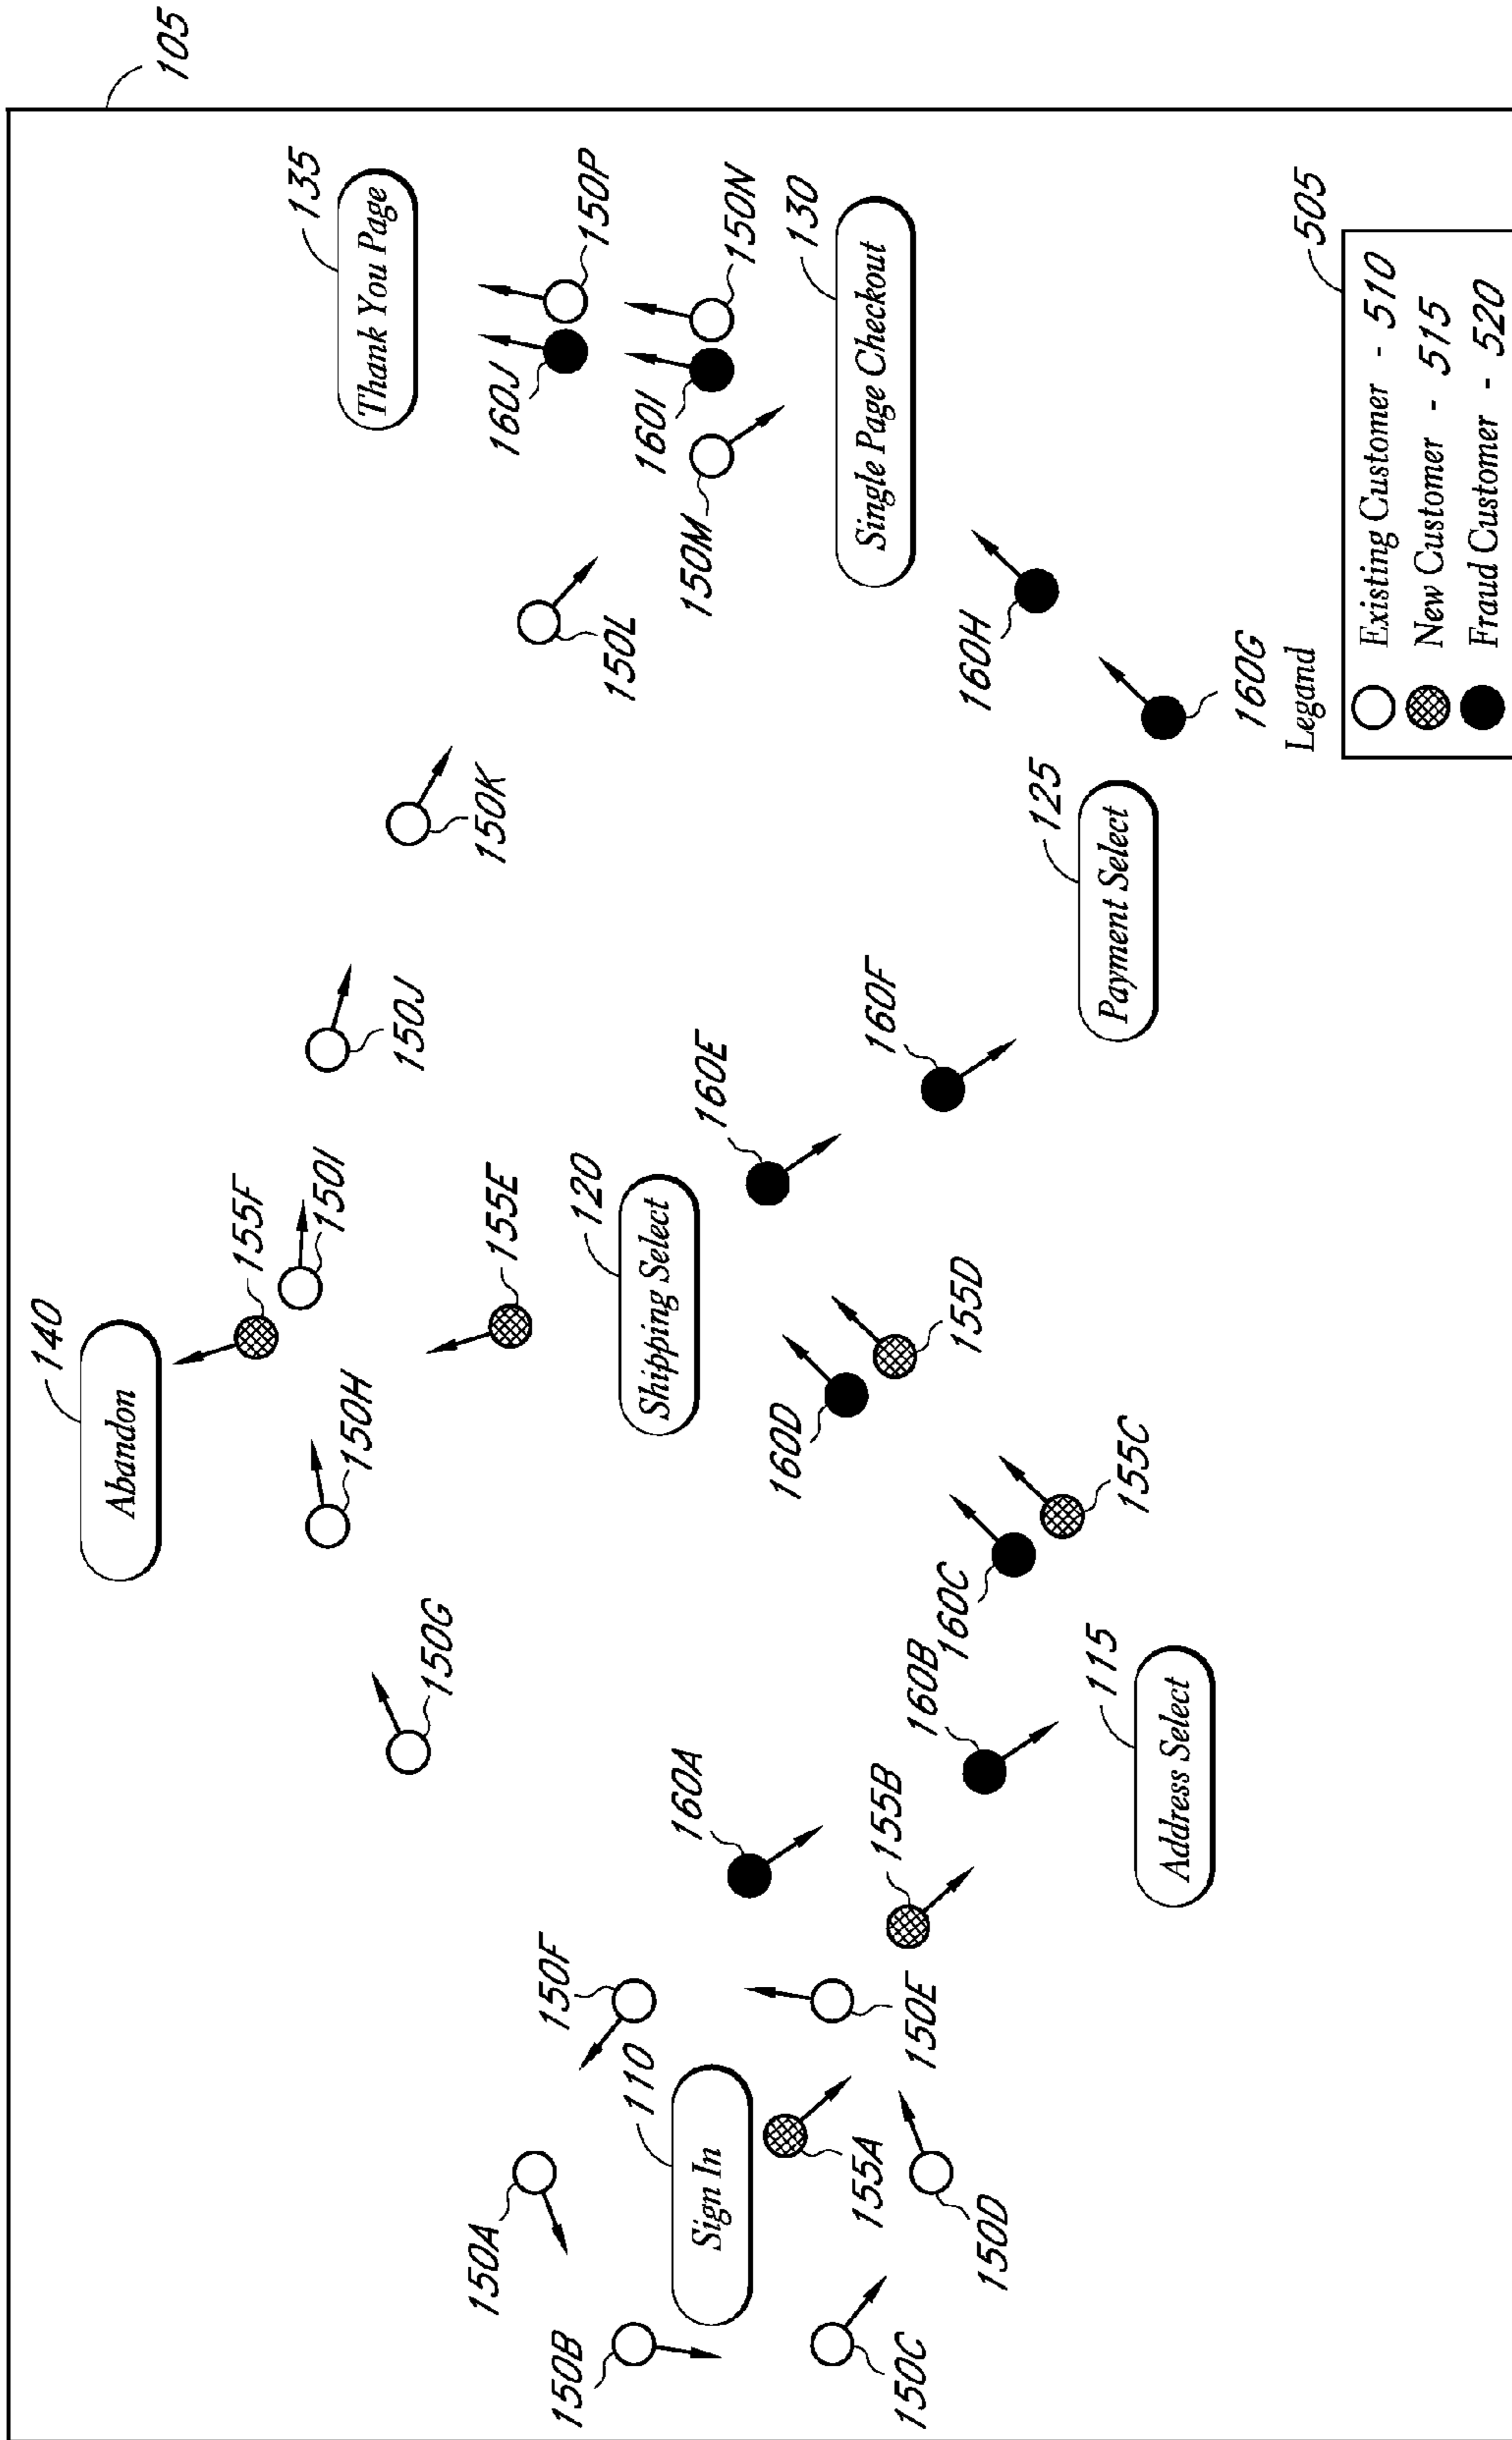 105
140
Abandon
155F
150I
150H
150G
150J
150K
150L
135
Thank You Page
160J
150P
160I
150N
150M
130
Single Page Checkout
155E
120
Shipping Select
160E
160F
125
Payment Select
160H
160G
160D
155D
160C
155C
160A
155B
160B
115
Address Select
150A
150B
110
Sign In
150F
155A
150E
150C
150D
Legand
505
Existing Customer - 510
New Customer - 515
Fraud Customer - 520